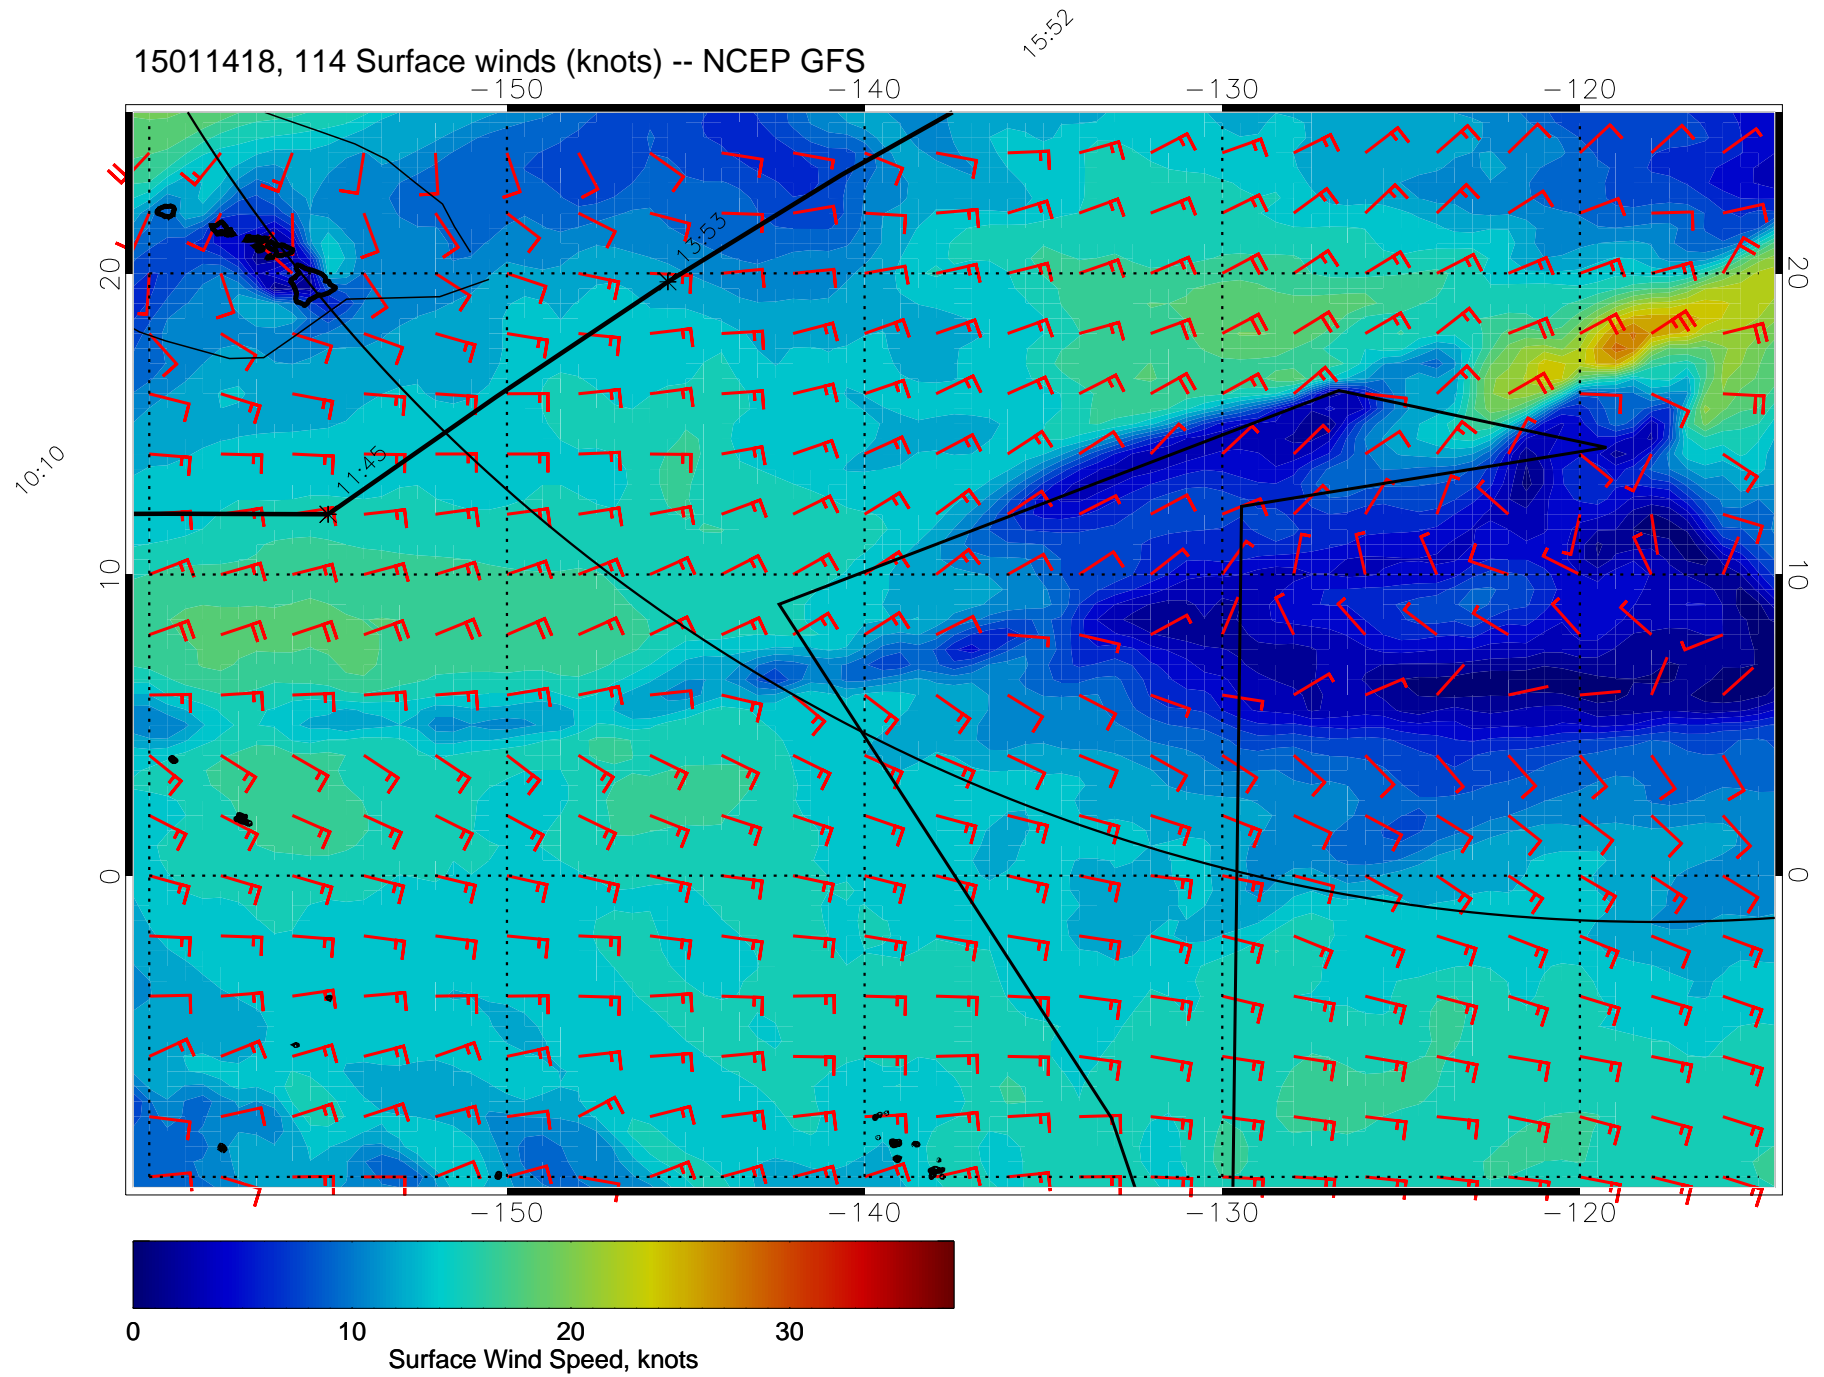 15:52
15011418, 114 Surface winds (knots) -- NCEP GFS
-150 -140 -130 -120
13:53
20 20
11:45
10:10
10 10
0 0
-150 -140 -130 -120
0 10 20 30
Surface Wind Speed, knots